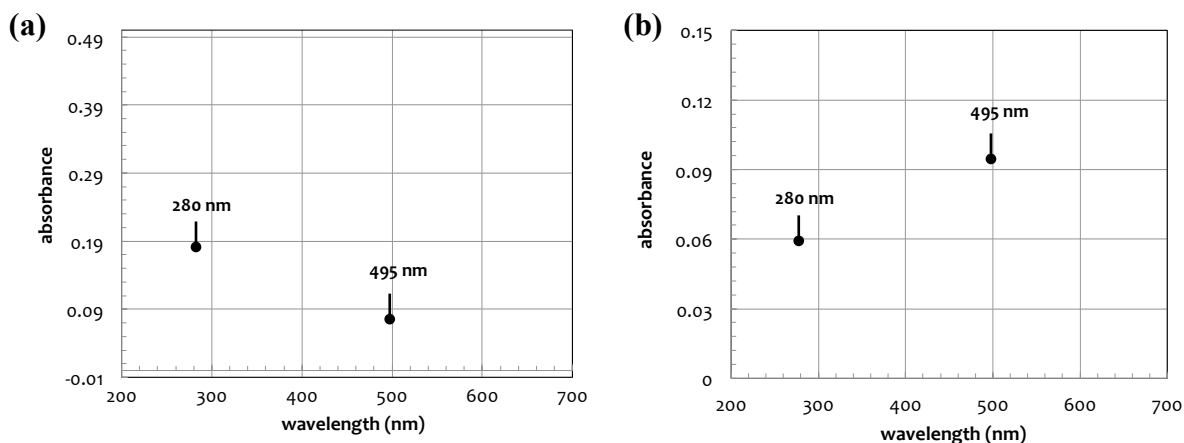 (a)
0.49
0.39
0.29
0.19
0.09
-0.01
absorbance
280 nm
495 nm
200 300 400 500 600 700
wavelength (nm)
(b)
0.15
0.12
0.09
0.06
0.03
0
absorbance
280 nm
495 nm
200 300 400 500 600 700
wavelength (nm)